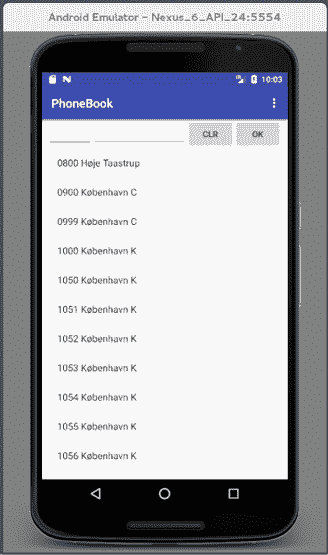 Android Emulator - Nexus_6_API_24:5554
10:03
PhoneBook
CLR OK
0800 Høje Taastrup
0900 København C
0999 København C
1000 København K
1050 København K
1051 København K
1052 København K
1053 København K
1054 København K
1055 København K
1056 København K